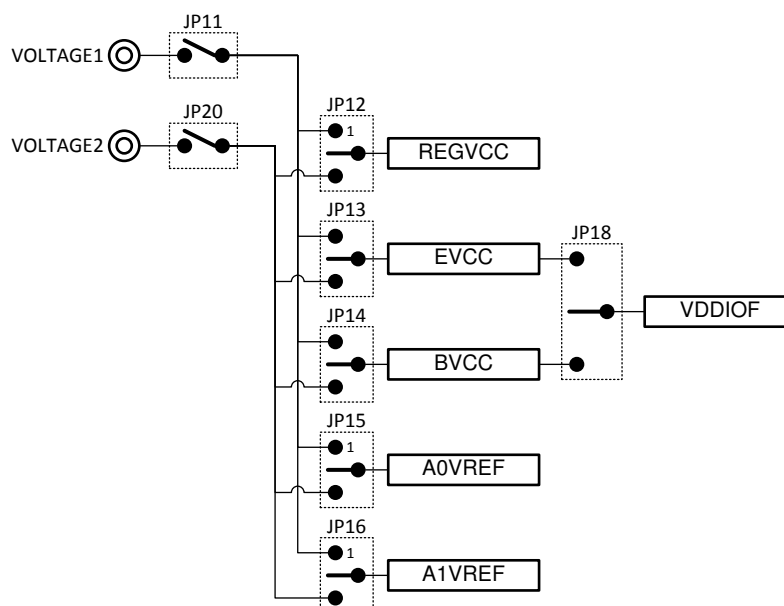 JP11
VOLTAGE1
JP20
VOLTAGE2
JP12
1
REGVCC
JP13
EVCC
JP18
VDDIOF
JP14
BVCC
JP15
1
A0VREF
JP16
1
A1VREF